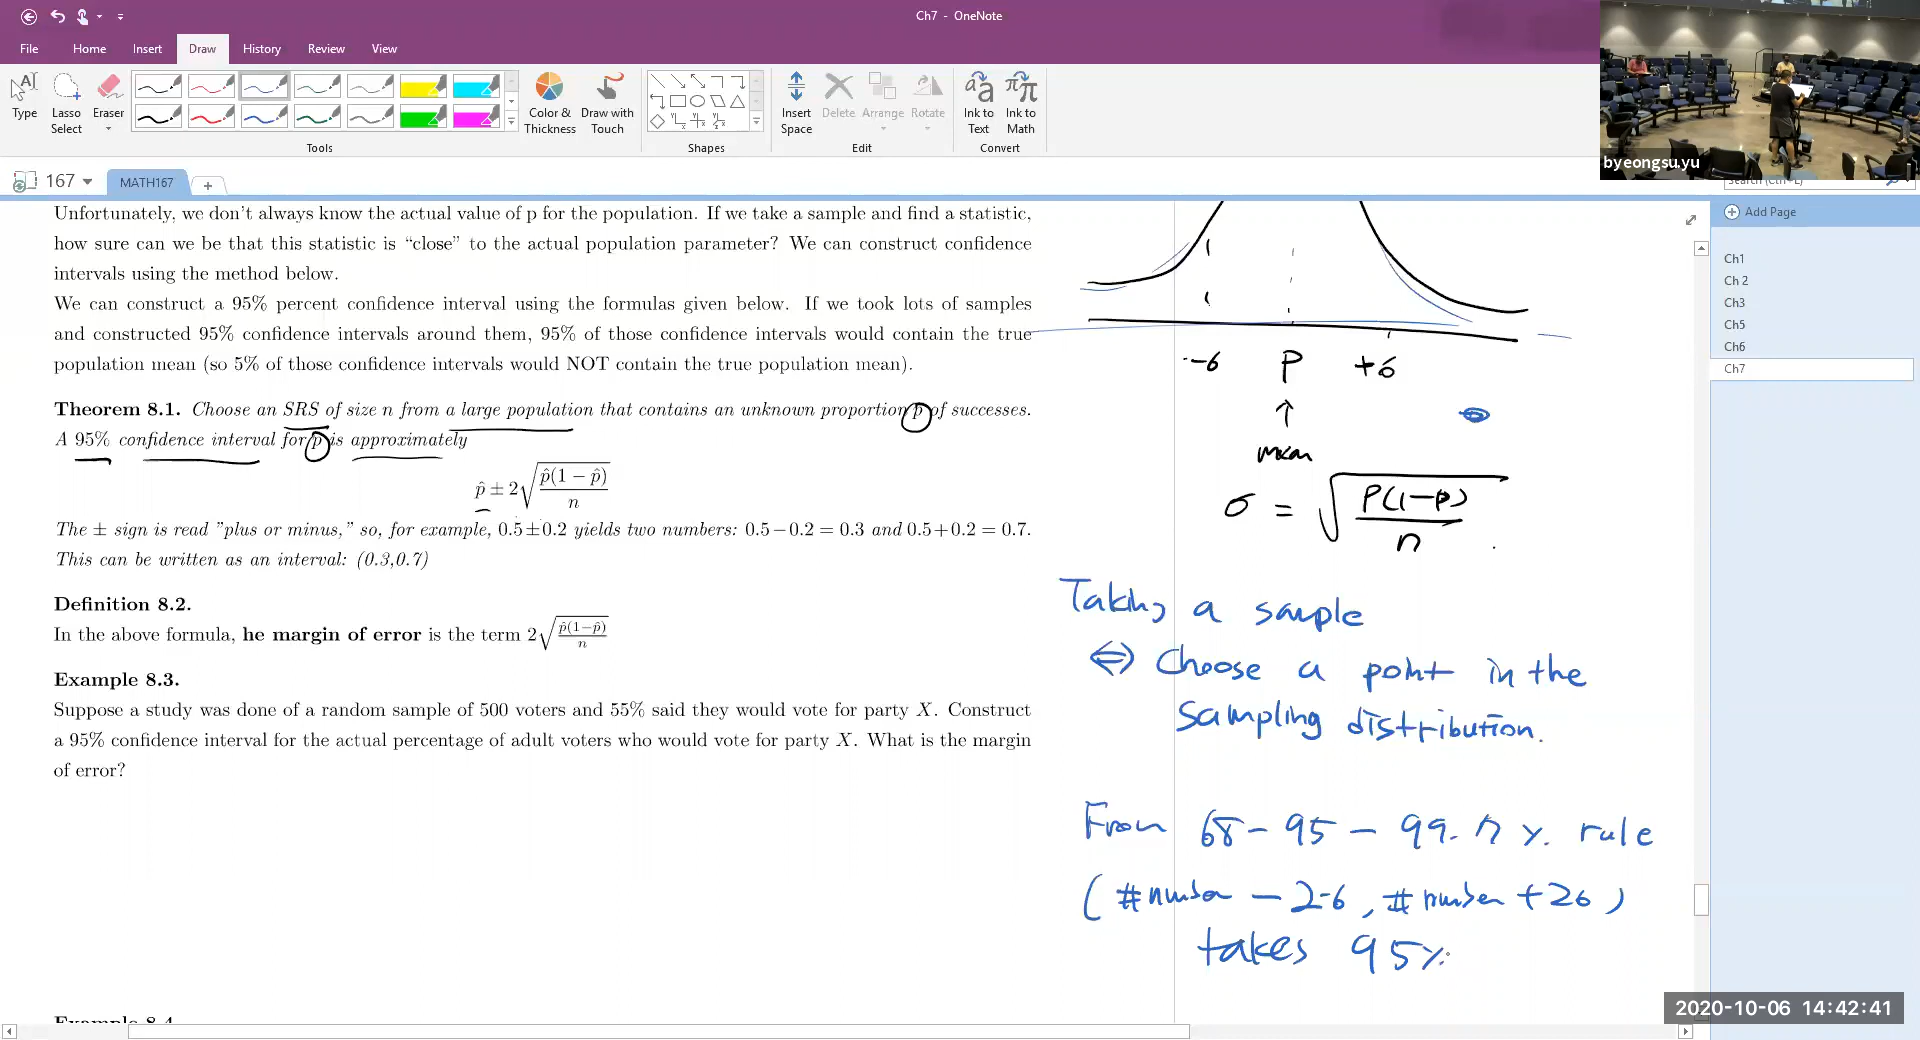 Ch7 - OneNote
File Home Insert Draw History Review View
Type
Lasso Select
Eraser
Color & Thickness
Draw with Touch
Insert Space
Delete
Arrange
Rotate
Ink to Text
Ink to Math
Tools Shapes Edit Convert
byeongsu.yu
167 MATH167
Search (Ctrl+E)
Add Page
Ch1
Ch 2
Ch3
Ch5
Ch6
Ch7
Unfortunately, we don't always know the actual value of p for the population. If we take a sample and find a statistic,
how sure can we be that this statistic is “close” to the actual population parameter? We can construct confidence
intervals using the method below.
We can construct a 95% percent confidence interval using the formulas given below. If we took lots of samples
and constructed 95% confidence intervals around them, 95% of those confidence intervals would contain the true
population mean (so 5% of those confidence intervals would NOT contain the true population mean).
Theorem 8.1. Choose an SRS of size n from a large population that contains an unknown proportion p of successes.
A 95% confidence interval for p is approximately
p̂ ± 2√(p̂(1 − p̂)/n)
The ± sign is read ”plus or minus,” so, for example, 0.5±0.2 yields two numbers: 0.5−0.2 = 0.3 and 0.5+0.2 = 0.7.
This can be written as an interval: (0.3,0.7)
Definition 8.2.
In the above formula, he margin of error is the term 2√(p̂(1−p̂)/n)
Example 8.3.
Suppose a study was done of a random sample of 500 voters and 55% said they would vote for party X. Construct
a 95% confidence interval for the actual percentage of adult voters who would vote for party X. What is the margin
of error?
Example 8.4
-σ P +σ
↑
mean
σ = √(P(1-p)/n)
Taking a sample
⇔ Choose a point in the
Sampling distribution.
From 68-95-99.7%. rule
(#number - 2σ, #number + 2σ)
takes 95%
2020-10-06 14:42:41